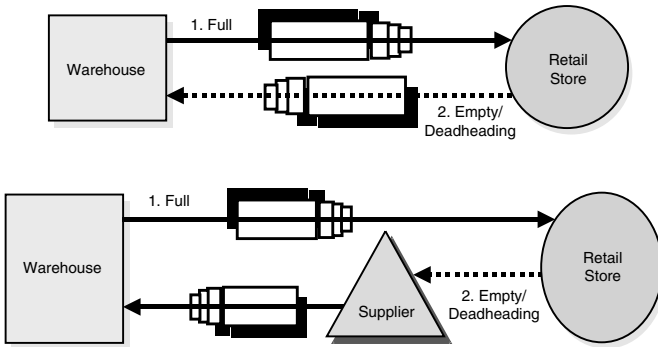 1. Full
Warehouse
Retail
Store
2. Empty/
Deadheading
1. Full
Warehouse
Retail
Store
Supplier
2. Empty/
Deadheading